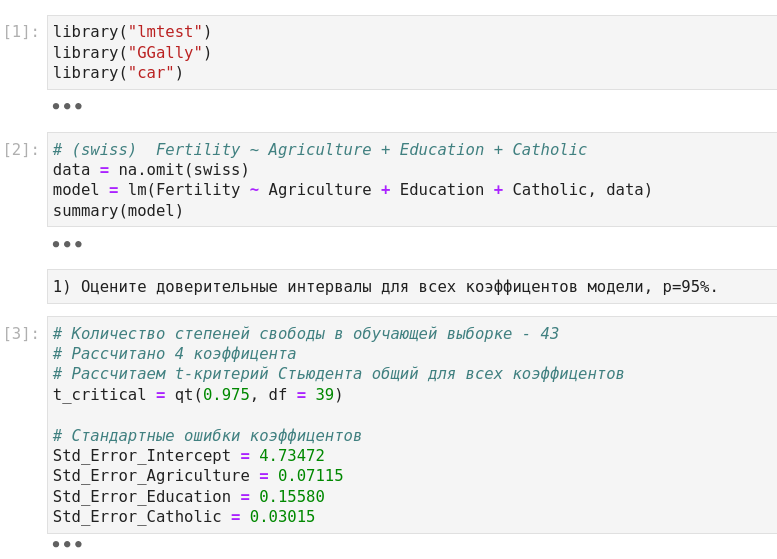 [1]: library("lmtest")
library("GGally")
library("car")
•••
[2]: # (swiss)  Fertility ~ Agriculture + Education + Catholic
data = na.omit(swiss)
model = lm(Fertility ~ Agriculture + Education + Catholic, data)
summary(model)
•••
1) Оцените доверительные интервалы для всех коэффицентов модели, p=95%.
[3]: # Количество степеней свободы в обучающей выборке - 43
# Рассчитано 4 коэффицента
# Рассчитаем t-критерий Стьюдента общий для всех коэффицентов
t_critical = qt(0.975, df = 39)

# Стандартные ошибки коэффицентов
Std_Error_Intercept = 4.73472
Std_Error_Agriculture = 0.07115
Std_Error_Education = 0.15580
Std_Error_Catholic = 0.03015
•••